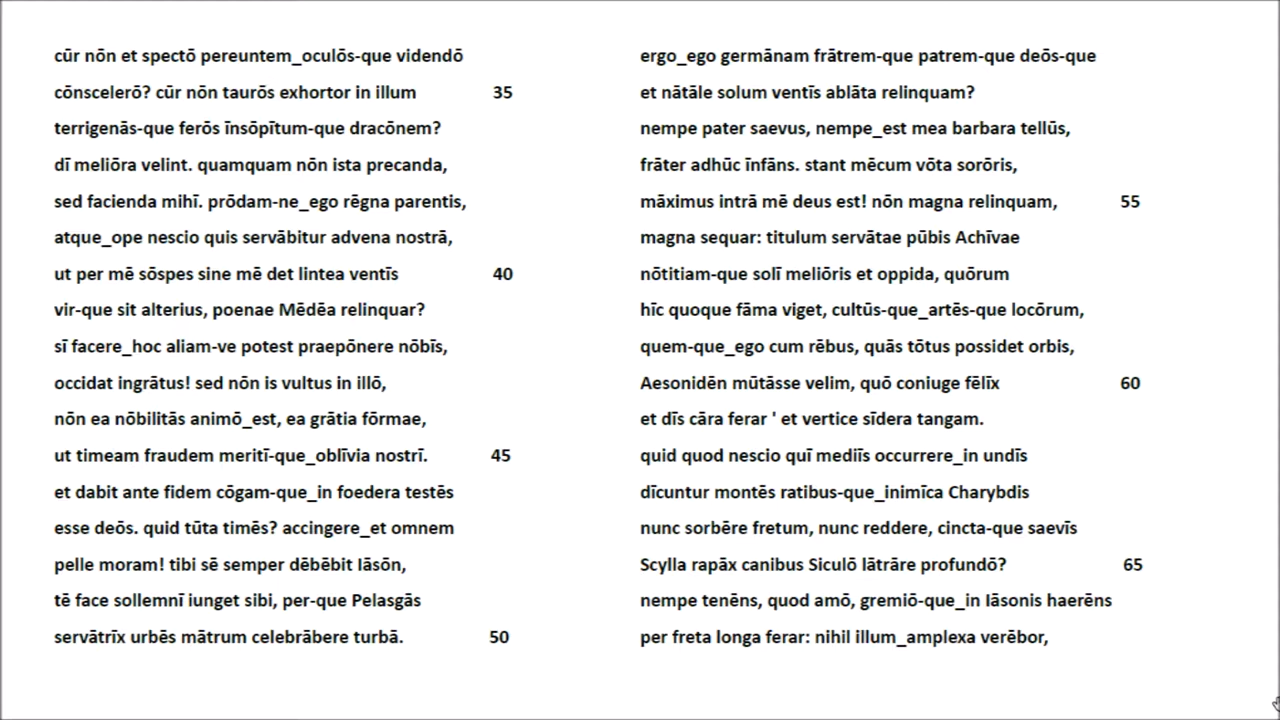 cūr nōn et spectō pereuntem_oculōs-que videndō
cōnscelerō? cūr nōn taurōs exhortor in illum 35
terrigenās-que ferōs īnsōpītum-que dracōnem?
dī meliōra velint. quamquam nōn ista precanda,
sed facienda mihī. prōdam-ne_ego rēgna parentis,
atque_ope nescio quis servābitur advena nostrā,
ut per mē sōspes sine mē det lintea ventīs 40
vir-que sit alterius, poenae Mēdēa relinquar?
sī facere_hoc aliam-ve potest praepōnere nōbīs,
occidat ingrātus! sed nōn is vultus in illō,
nōn ea nōbilitās animō_est, ea grātia fōrmae,
ut timeam fraudem meritī-que_oblīvia nostrī. 45
et dabit ante fidem cōgam-que_in foedera testēs
esse deōs. quid tūta timēs? accingere_et omnem
pelle moram! tibi sē semper dēbēbit Iāsōn,
tē face sollemnī iunget sibi, per-que Pelasgās
servātrīx urbēs mātrum celebrābere turbā. 50
ergo_ego germānam frātrem-que patrem-que deōs-que
et nātāle solum ventīs ablāta relinquam?
nempe pater saevus, nempe_est mea barbara tellūs,
frāter adhūc īnfāns. stant mēcum vōta sorōris,
māximus intrā mē deus est! nōn magna relinquam, 55
magna sequar: titulum servātae pūbis Achīvae
nōtitiam-que solī meliōris et oppida, quōrum
hīc quoque fāma viget, cultūs-que_artēs-que locōrum,
quem-que_ego cum rēbus, quās tōtus possidet orbis,
Aesonidēn mūtāsse velim, quō coniuge fēlīx 60
et dīs cāra ferar ' et vertice sīdera tangam.
quid quod nescio quī mediīs occurrere_in undīs
dīcuntur montēs ratibus-que_inimīca Charybdis
nunc sorbēre fretum, nunc reddere, cincta-que saevīs
Scylla rapāx canibus Siculō lātrāre profundō? 65
nempe tenēns, quod amō, gremiō-que_in Iāsonis haerēns
per freta longa ferar: nihil illum_amplexa verēbor,